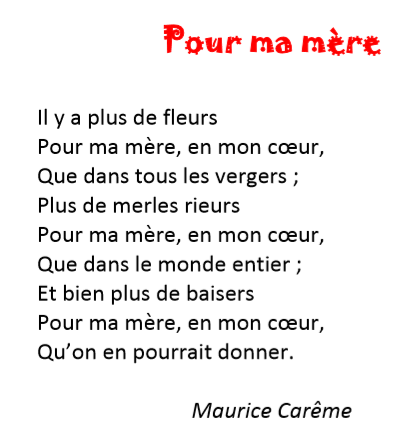 Pour ma mère
Il y a plus de fleurs
Pour ma mère, en mon cœur,
Que dans tous les vergers ;
Plus de merles rieurs
Pour ma mère, en mon cœur,
Que dans le monde entier ;
Et bien plus de baisers
Pour ma mère, en mon cœur,
Qu’on en pourrait donner.
Maurice Carême